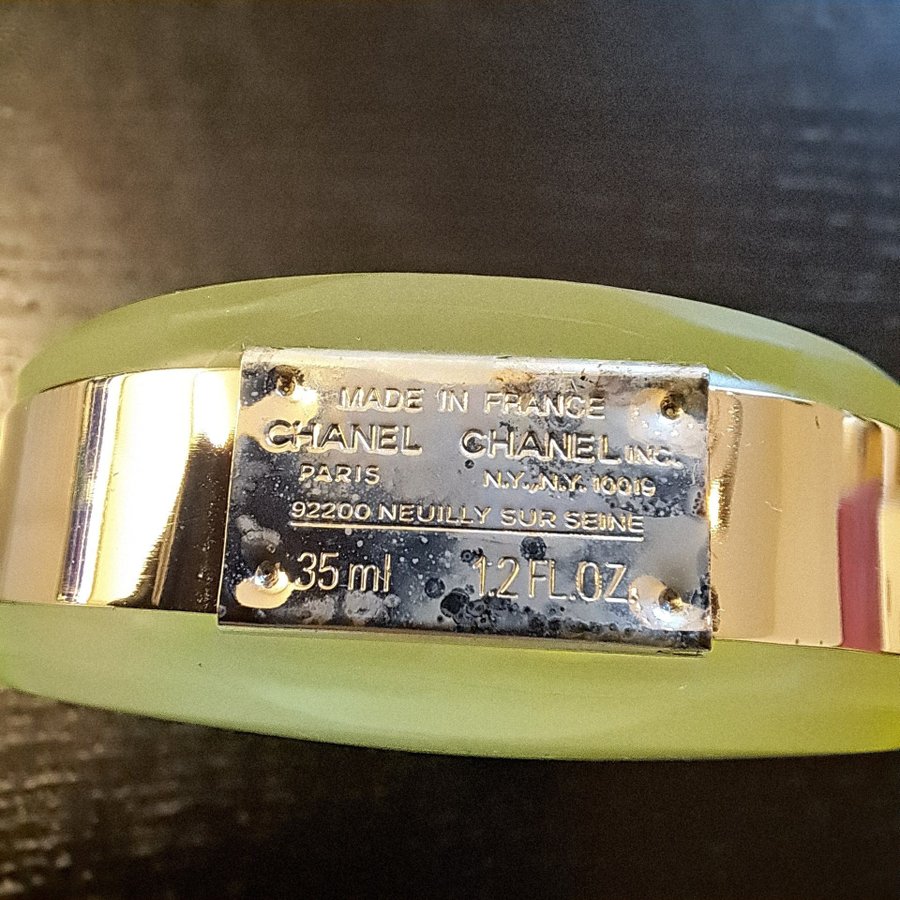 MADE IN FRANCE
CHANEL CHANEL INC.
PARIS N.Y., N.Y. 10019
92200 NEUILLY SUR SEINE
35 ml 1.2 FL.OZ.